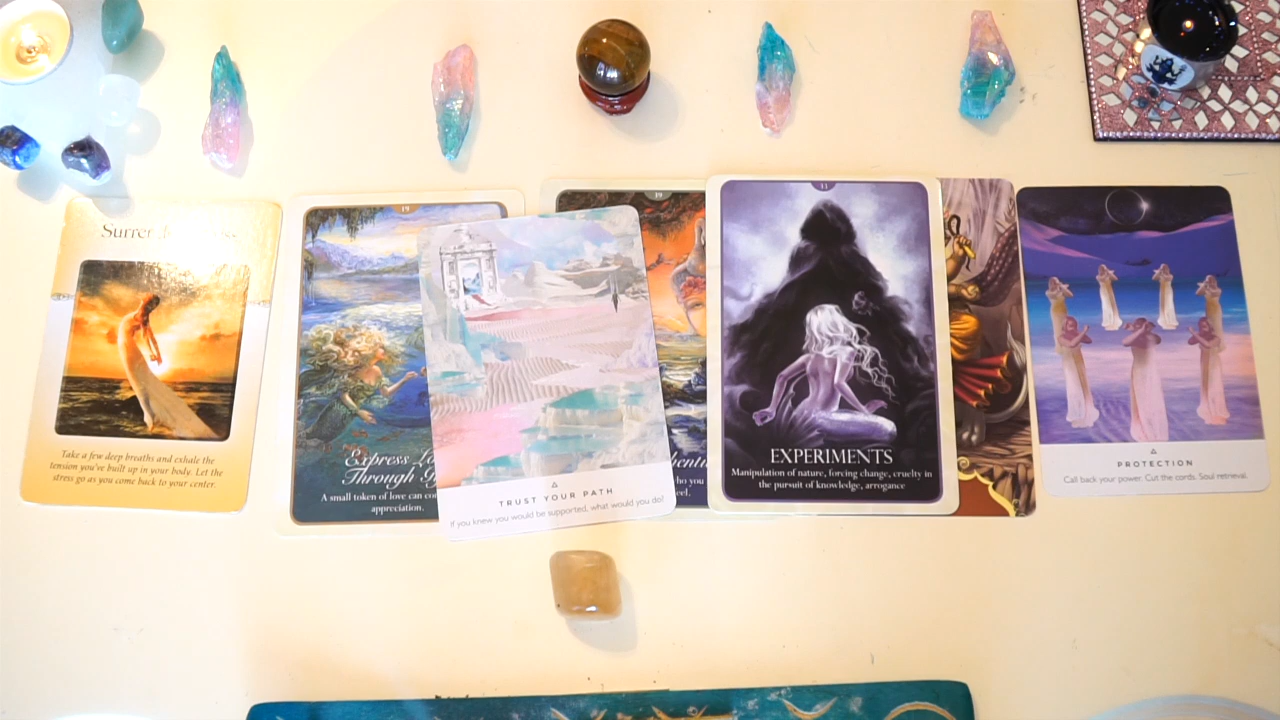 Take a few deep breaths and exhale the
tension you've built up in your body. Let the
stress go as you come back to your center.
19
Express
Through
A small token of love can
appreciation.
TRUST YOUR PATH
If you knew you would be supported, what would you do?
you
11
EXPERIMENTS
Manipulation of nature, forcing change, cruelty in
the pursuit of knowledge, arrogance
PROTECTION
Call back your power. Cut the cords. Soul retrieval.